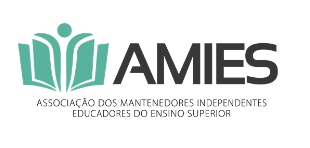 AMIES
ASSOCIAÇÃO DOS MANTENEDORES INDEPENDENTES
EDUCADORES DO ENSINO SUPERIOR